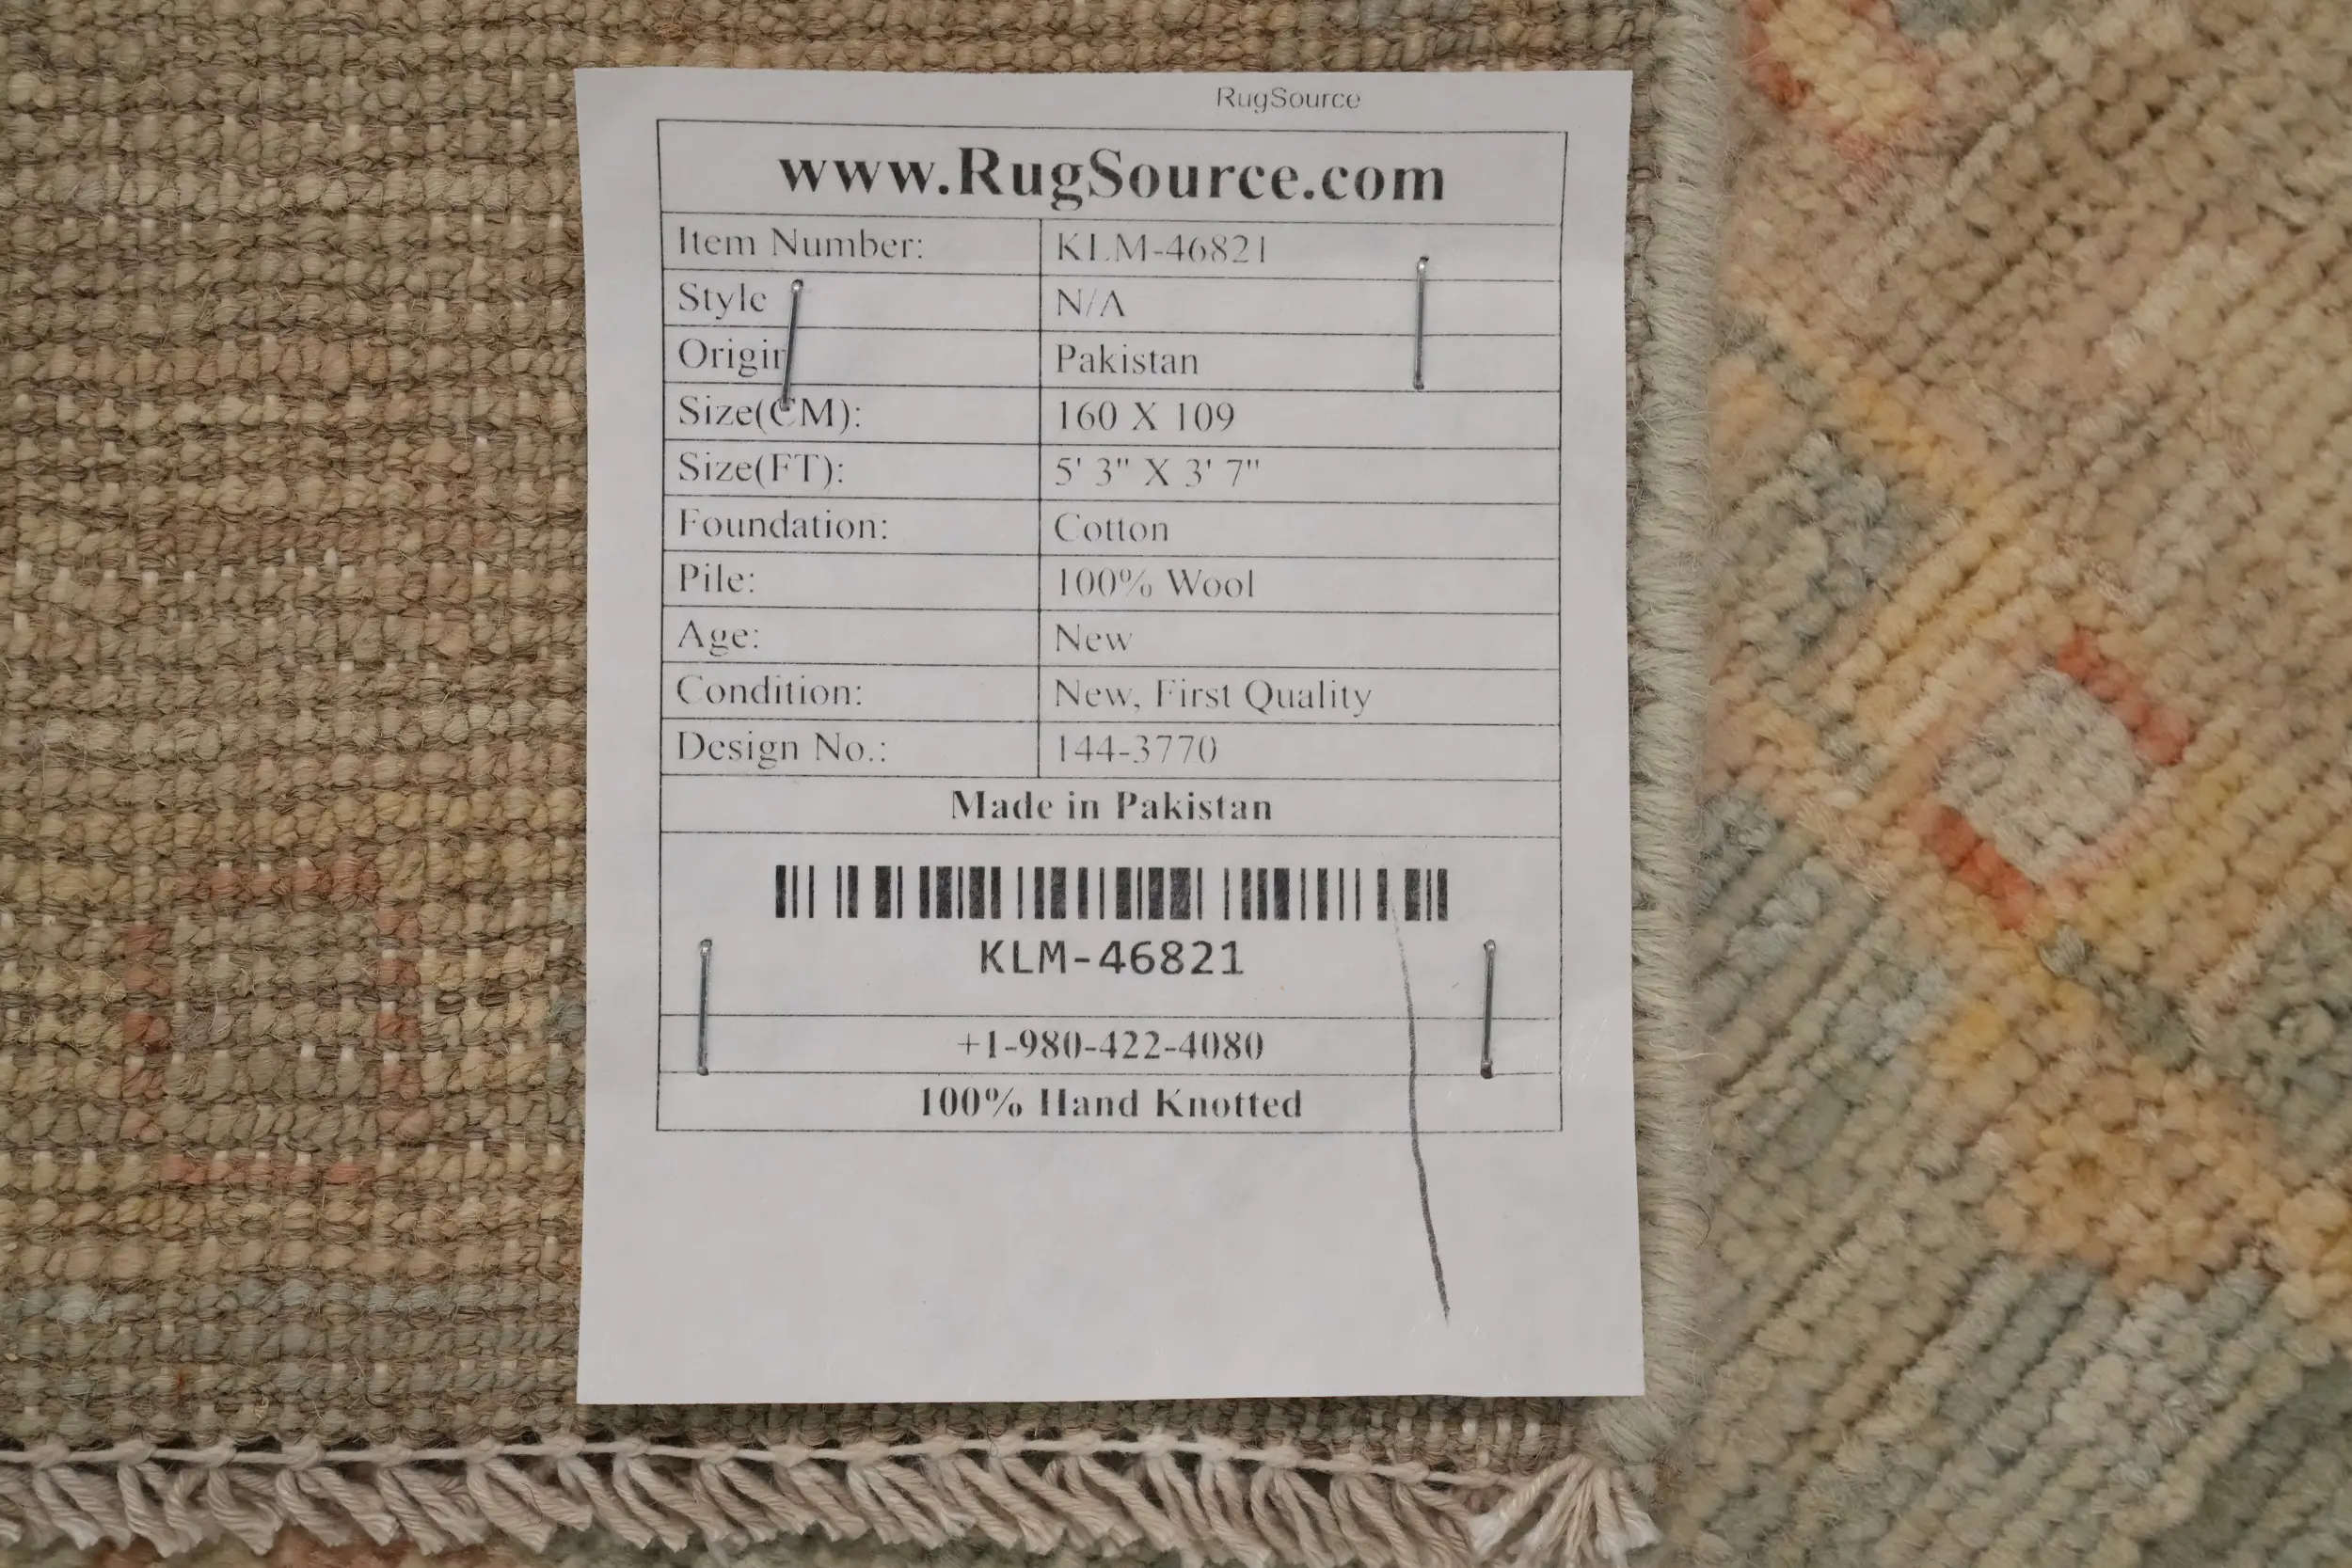 RugSource
www.RugSource.com
Item Number: KLM-46821
Style N/A
Origin Pakistan
Size(CM): 160 X 109
Size(FT): 5' 3" X 3' 7"
Foundation: Cotton
Pile: 100% Wool
Age: New
Condition: New, First Quality
Design No.: 144-3770
Made in Pakistan
KLM-46821
+1-980-422-4080
100% Hand Knotted